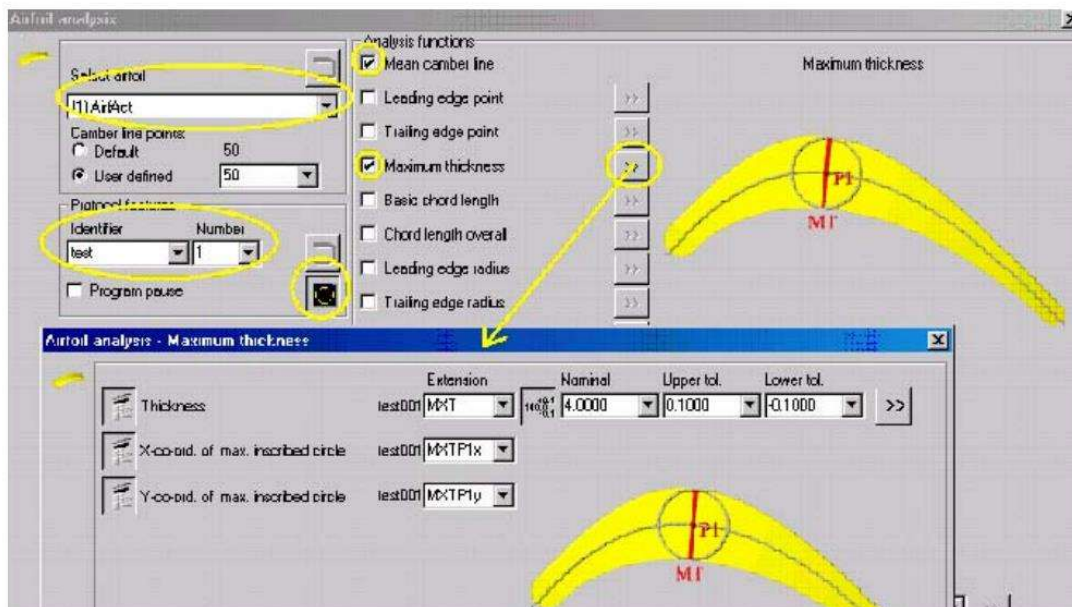 Airfoil analysis
Analysis functions
Select airfoil
(1) AirfAct
Camber line points:
Default 50
User defined 50
Protocol features
Identifier Number
test 1
Program pause
Mean camber line
Leading edge point >>
Trailing edge point >>
Maximum thickness >>
Basic chord length >>
Chord length overall >>
Leading edge radius >>
Trailing edge radius >>
Maximum thickness
P1
MT
Airfoil analysis - Maximum thickness
Extension Nominal Upper tol. Lower tol.
Thickness test001 MXT 4.0000 0.1000 -0.1000 >>
X-co-ord. of max. inscribed circle test001 MXTP1x
Y-co-ord. of max. inscribed circle test001 MXTP1y
P1
MT